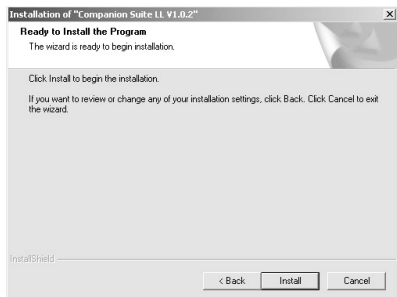 Installation of "Companion Suite LL V1.0.2"
Ready to Install the Program
The wizard is ready to begin installation.
Click Install to begin the installation.
If you want to review or change any of your installation settings, click Back. Click Cancel to exit
the wizard.
InstallShield
< Back Install Cancel